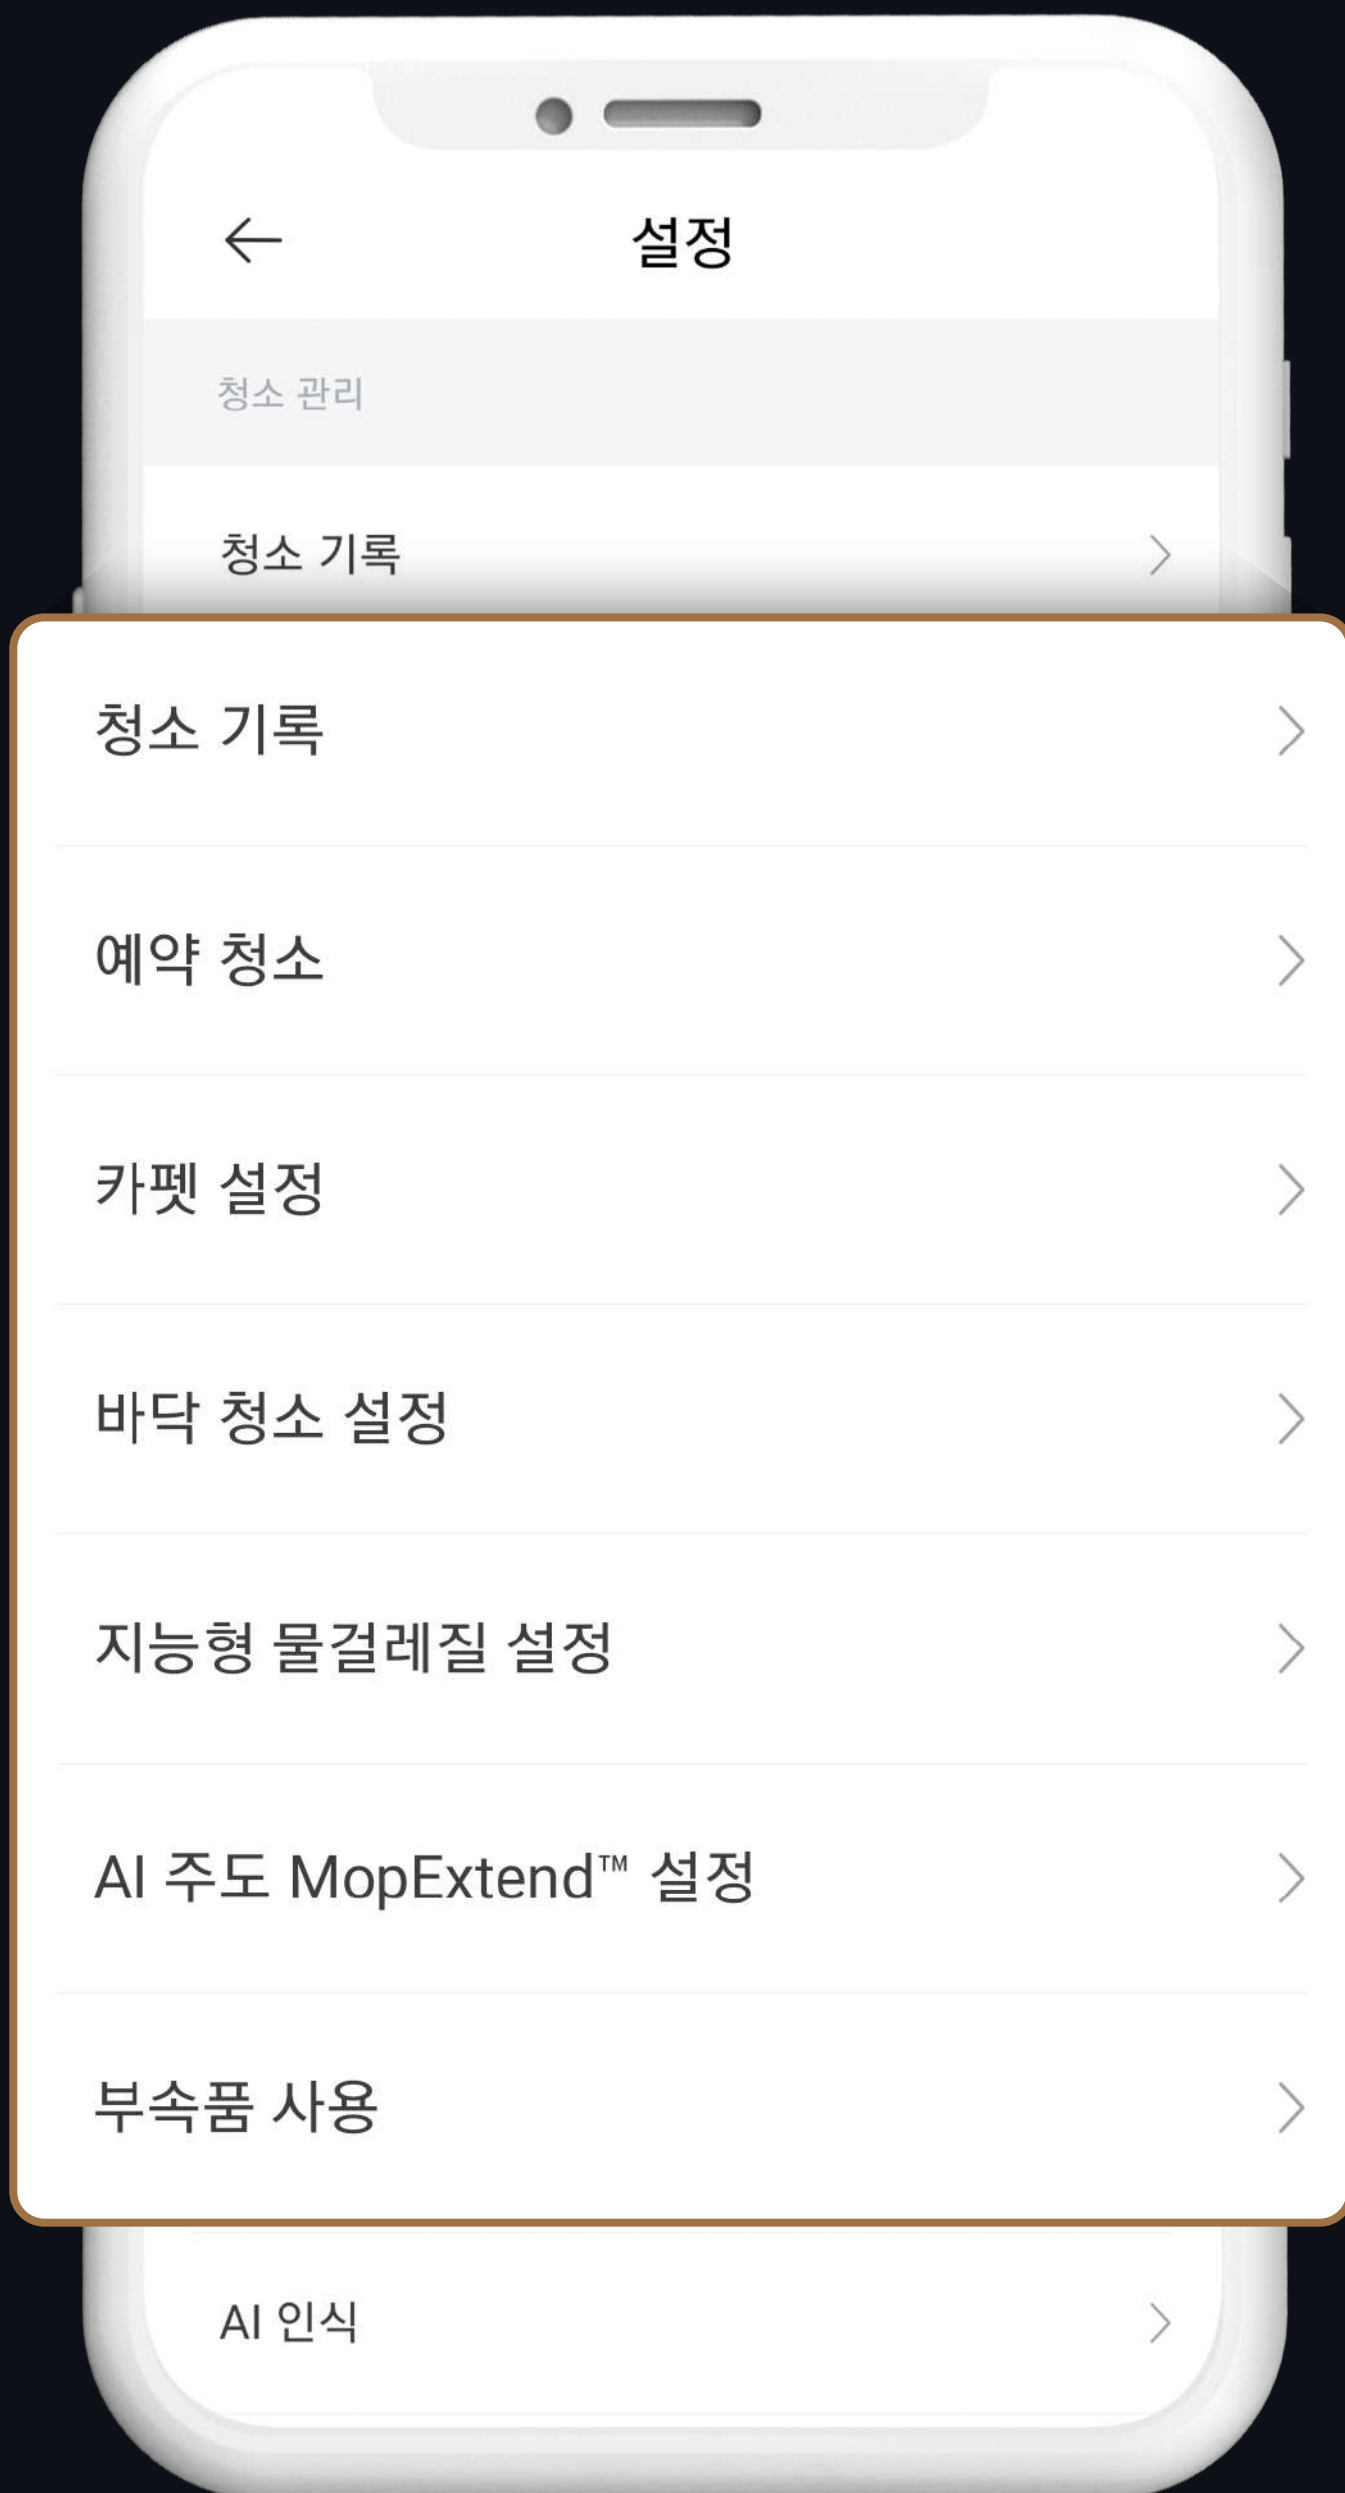 설정
청소 관리
청소 기록
청소 기록
예약 청소
카펫 설정
바닥 청소 설정
지능형 물걸레질 설정
AI 주도 MopExtend™ 설정
부속품 사용
AI 인식